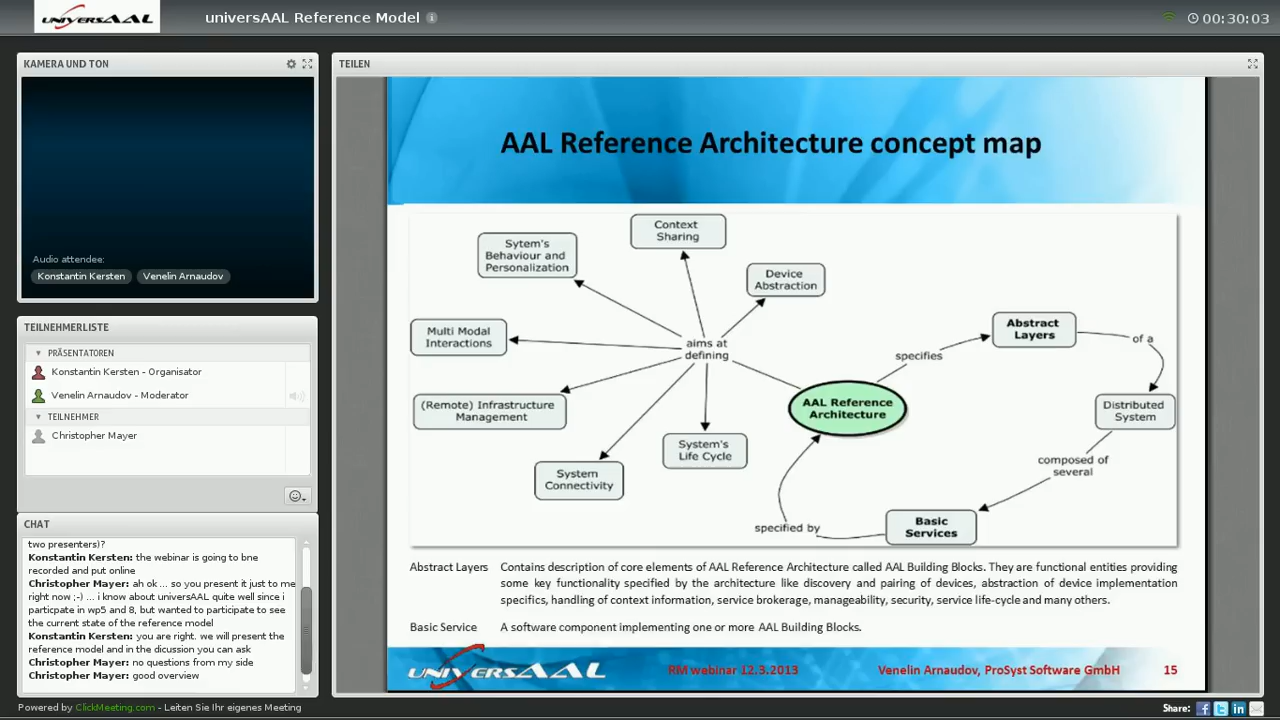 universAAL
universAAL Reference Model
00:30:03
KAMERA UND TON
Audio attendee:
Konstantin Kersten
Venelin Arnaudov
TEILNEHMERLISTE
PRÄSENTATOREN
Konstantin Kersten - Organisator
Venelin Arnaudov - Moderator
TEILNEHMER
Christopher Mayer
CHAT
two presenters)?
Konstantin Kersten: the webinar is going to bne
recorded and put online
Christopher Mayer: ah ok ... so you present it just to me
right now ;-) ... i know about universAAL quite well since i
participate in wp5 and 8, but wanted to participate to see
the current state of the reference model
Konstantin Kersten: you are right. we will present the
reference model and in the dicussion you can ask
Christopher Mayer: no questions from my side
Christopher Mayer: good overview
TEILEN
AAL Reference Architecture concept map
Context
Sharing
Sytem's
Behaviour and
Personalization
Device
Abstraction
Multi Modal
Interactions
aims at
defining
specifies
Abstract
Layers
of a
(Remote) Infrastructure
Management
AAL Reference
Architecture
Distributed
System
System's
Life Cycle
System
Connectivity
composed of
several
specified by
Basic
Services
Abstract Layers Contains description of core elements of AAL Reference Architecture called AAL Building Blocks. They are functional entities providing
some key functionality specified by the architecture like discovery and pairing of devices, abstraction of device implementation
specifics, handling of context information, service brokerage, manageability, security, service life-cycle and many others.
Basic Service A software component implementing one or more AAL Building Blocks.
universAAL
RM webinar 12.3.2013
Venelin Arnaudov, ProSyst Software GmbH
15
Powered by ClickMeeting.com - Leiten Sie Ihr eigenes Meeting
Share: